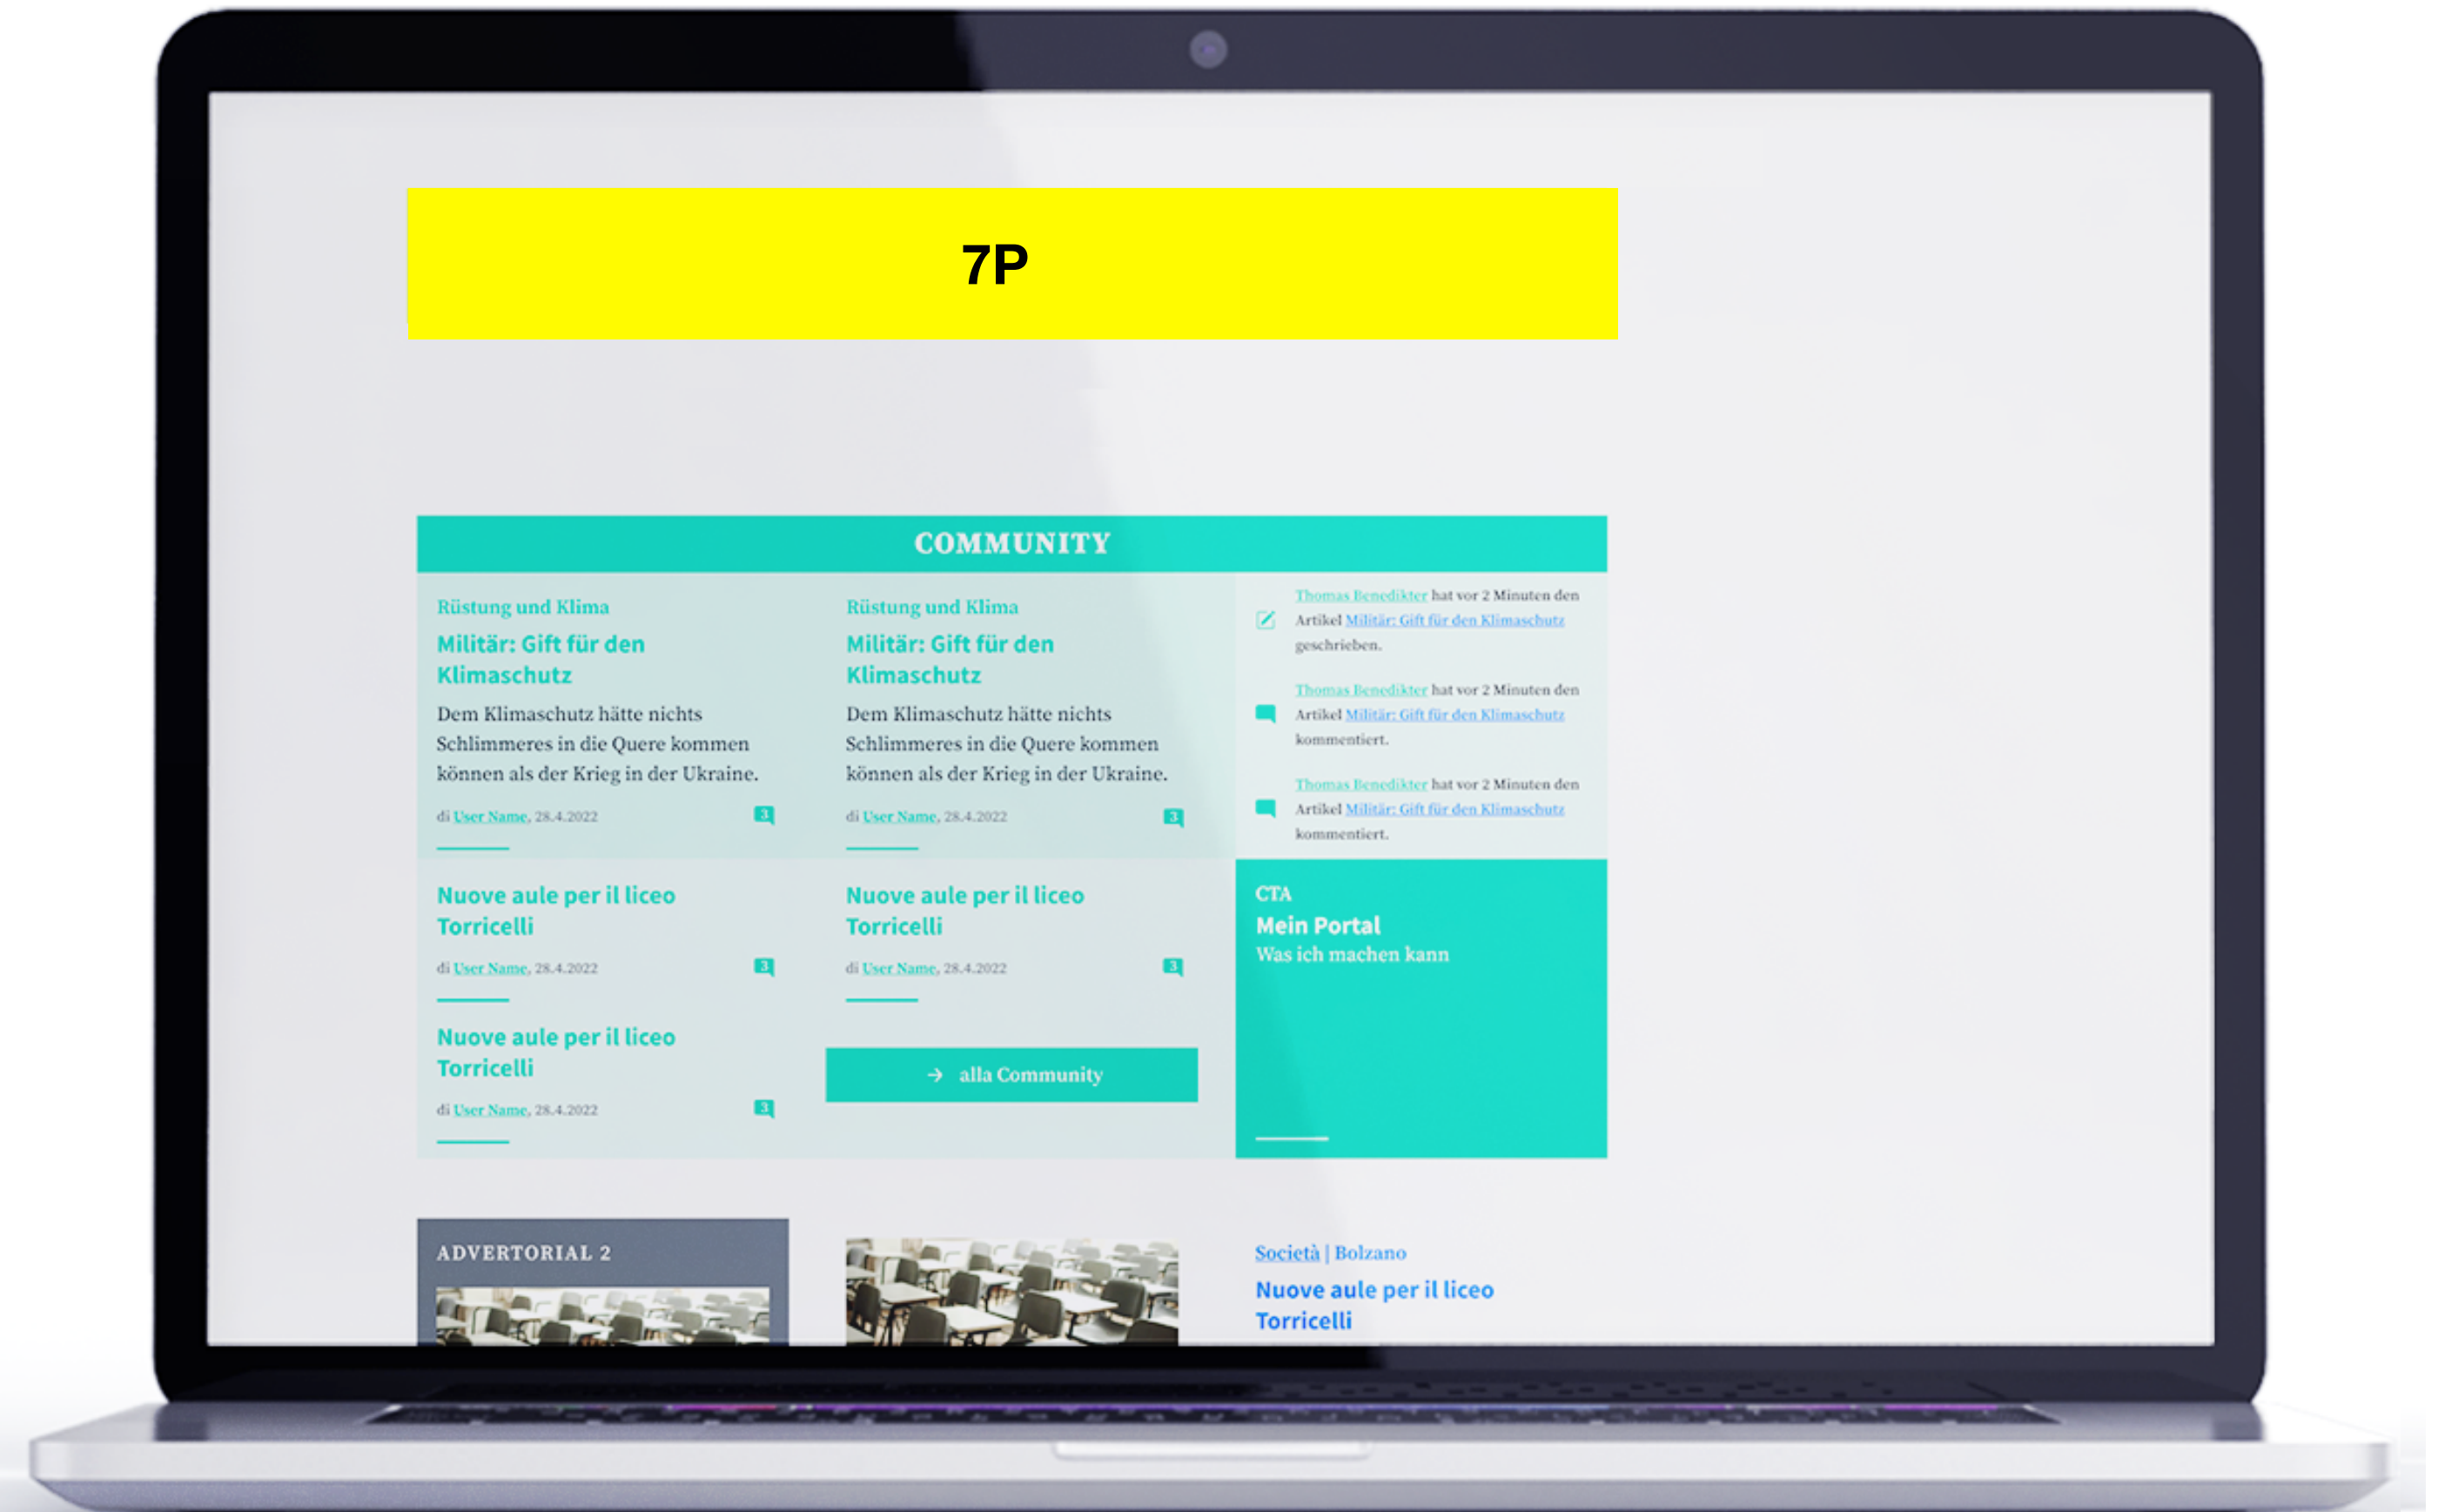 7P
COMMUNITY
Rüstung und Klima
Militär: Gift für den
Klimaschutz
Dem Klimaschutz hätte nichts
Schlimmeres in die Quere kommen
können als der Krieg in der Ukraine.
di User Name, 28.4.2022
3
Rüstung und Klima
Militär: Gift für den
Klimaschutz
Dem Klimaschutz hätte nichts
Schlimmeres in die Quere kommen
können als der Krieg in der Ukraine.
di User Name, 28.4.2022
3
Thomas Benedikter hat vor 2 Minuten den
Artikel Militär: Gift für den Klimaschutz
geschrieben.
Thomas Benedikter hat vor 2 Minuten den
Artikel Militär: Gift für den Klimaschutz
kommentiert.
Thomas Benedikter hat vor 2 Minuten den
Artikel Militär: Gift für den Klimaschutz
kommentiert.
Nuove aule per il liceo
Torricelli
di User Name, 28.4.2022
3
Nuove aule per il liceo
Torricelli
di User Name, 28.4.2022
3
Nuove aule per il liceo
Torricelli
di User Name, 28.4.2022
3
→ alla Community
CTA
Mein Portal
Was ich machen kann
ADVERTORIAL 2
Società | Bolzano
Nuove aule per il liceo
Torricelli